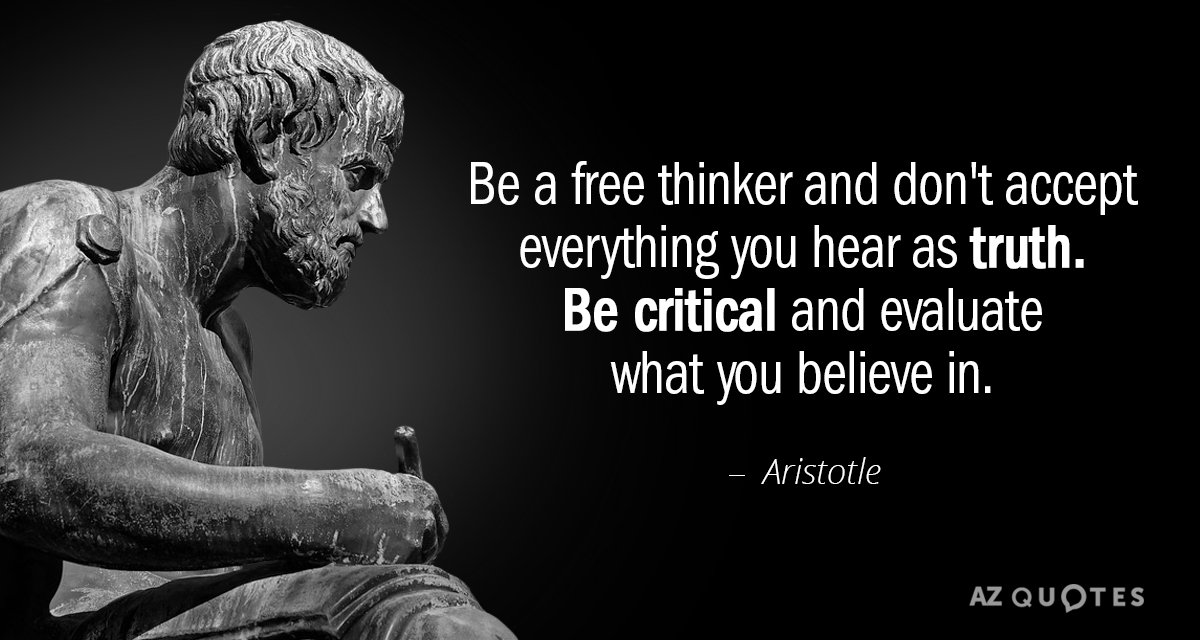 Be a free thinker and don't accept
everything you hear as truth.
Be critical and evaluate
what you believe in.
– Aristotle
AZ QUOTES